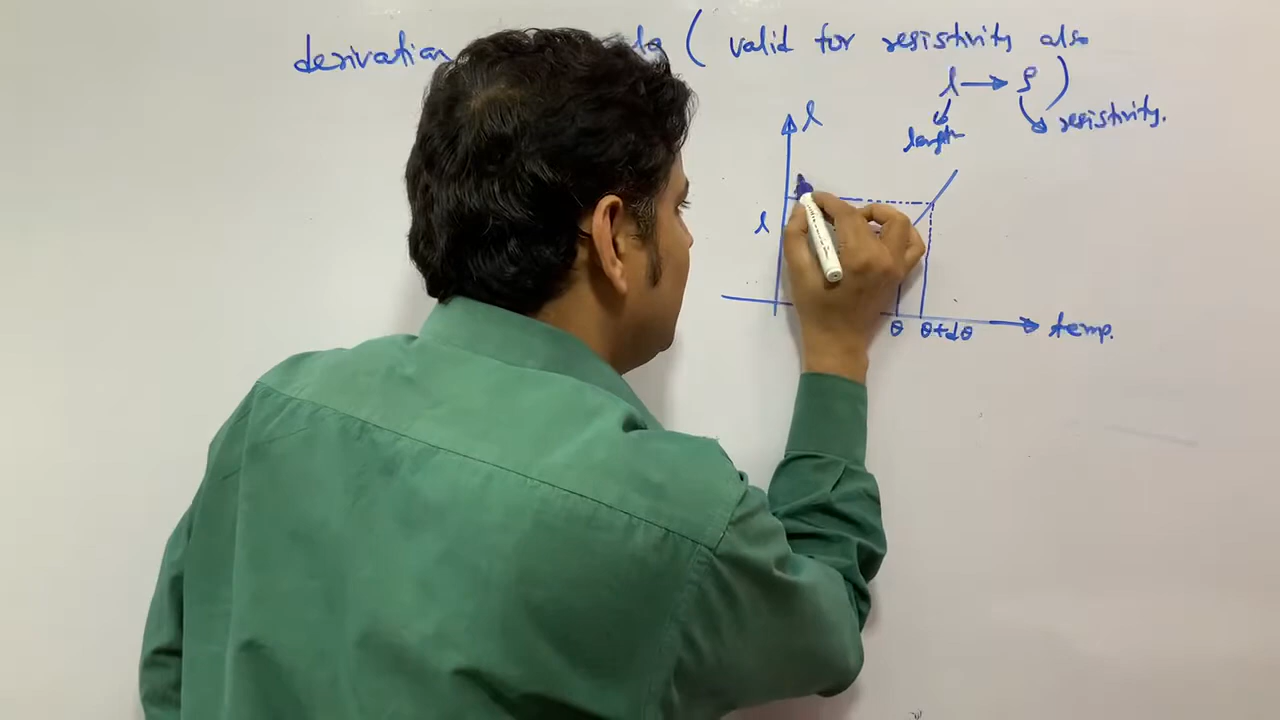 derivation ( valid for resistivity also
l → ρ )
length resistivity.
l
l
θ θ+dθ temp.